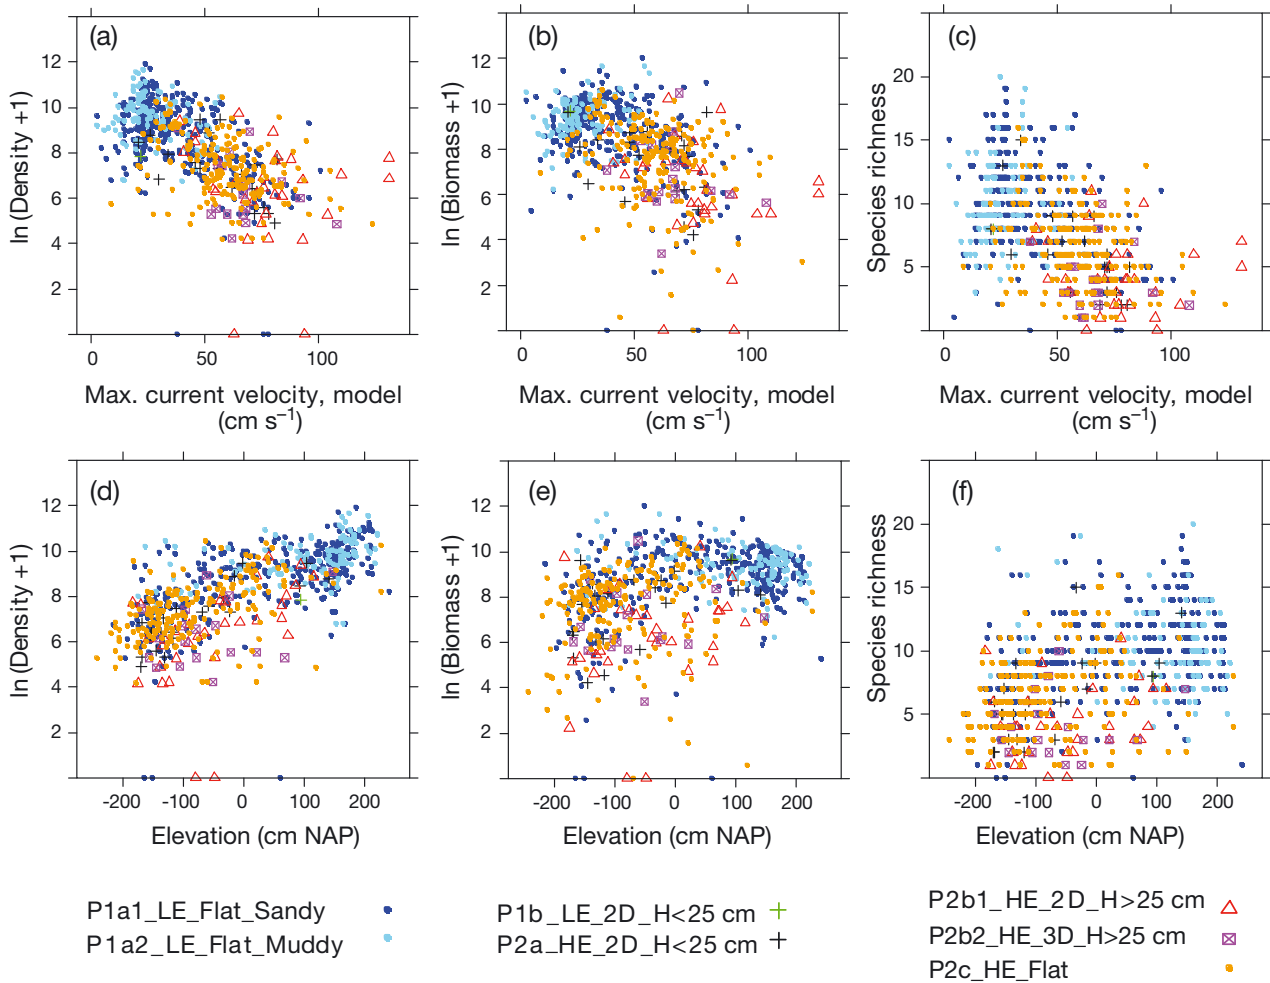 (a)
(b)
(c)
ln (Density +1)
12
10
8
6
4
2
0
50
100
Max. current velocity, model
(cm s⁻¹)
ln (Biomass +1)
12
10
8
6
4
2
0
50
100
Max. current velocity, model
(cm s⁻¹)
Species richness
20
15
10
5
0
50
100
Max. current velocity, model
(cm s⁻¹)
(d)
(e)
(f)
ln (Density +1)
12
10
8
6
4
2
-200
-100
0
100
200
Elevation (cm NAP)
ln (Biomass +1)
12
10
8
6
4
2
-200
-100
0
100
200
Elevation (cm NAP)
Species richness
20
15
10
5
-200
-100
0
100
200
Elevation (cm NAP)
P1a1_LE_Flat_Sandy
P1a2_LE_Flat_Muddy
P1b_LE_2D_H<25 cm
P2a_HE_2D_H<25 cm
P2b1_HE_2D_H>25 cm
P2b2_HE_3D_H>25 cm
P2c_HE_Flat